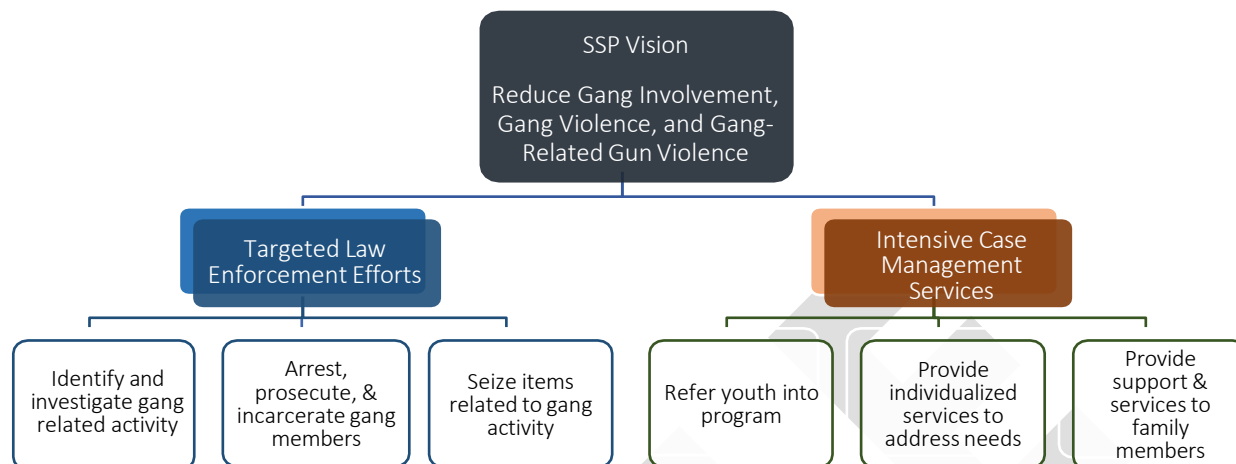 SSP Vision
Reduce Gang Involvement,
Gang Violence, and Gang-
Related Gun Violence
Targeted Law
Enforcement Efforts
Intensive Case
Management
Services
Identify and
investigate gang
related activity
Arrest,
prosecute, &
incarcerate gang
members
Seize items
related to gang
activity
Refer youth into
program
Provide
individualized
services to
address needs
Provide
support &
services to
family
members